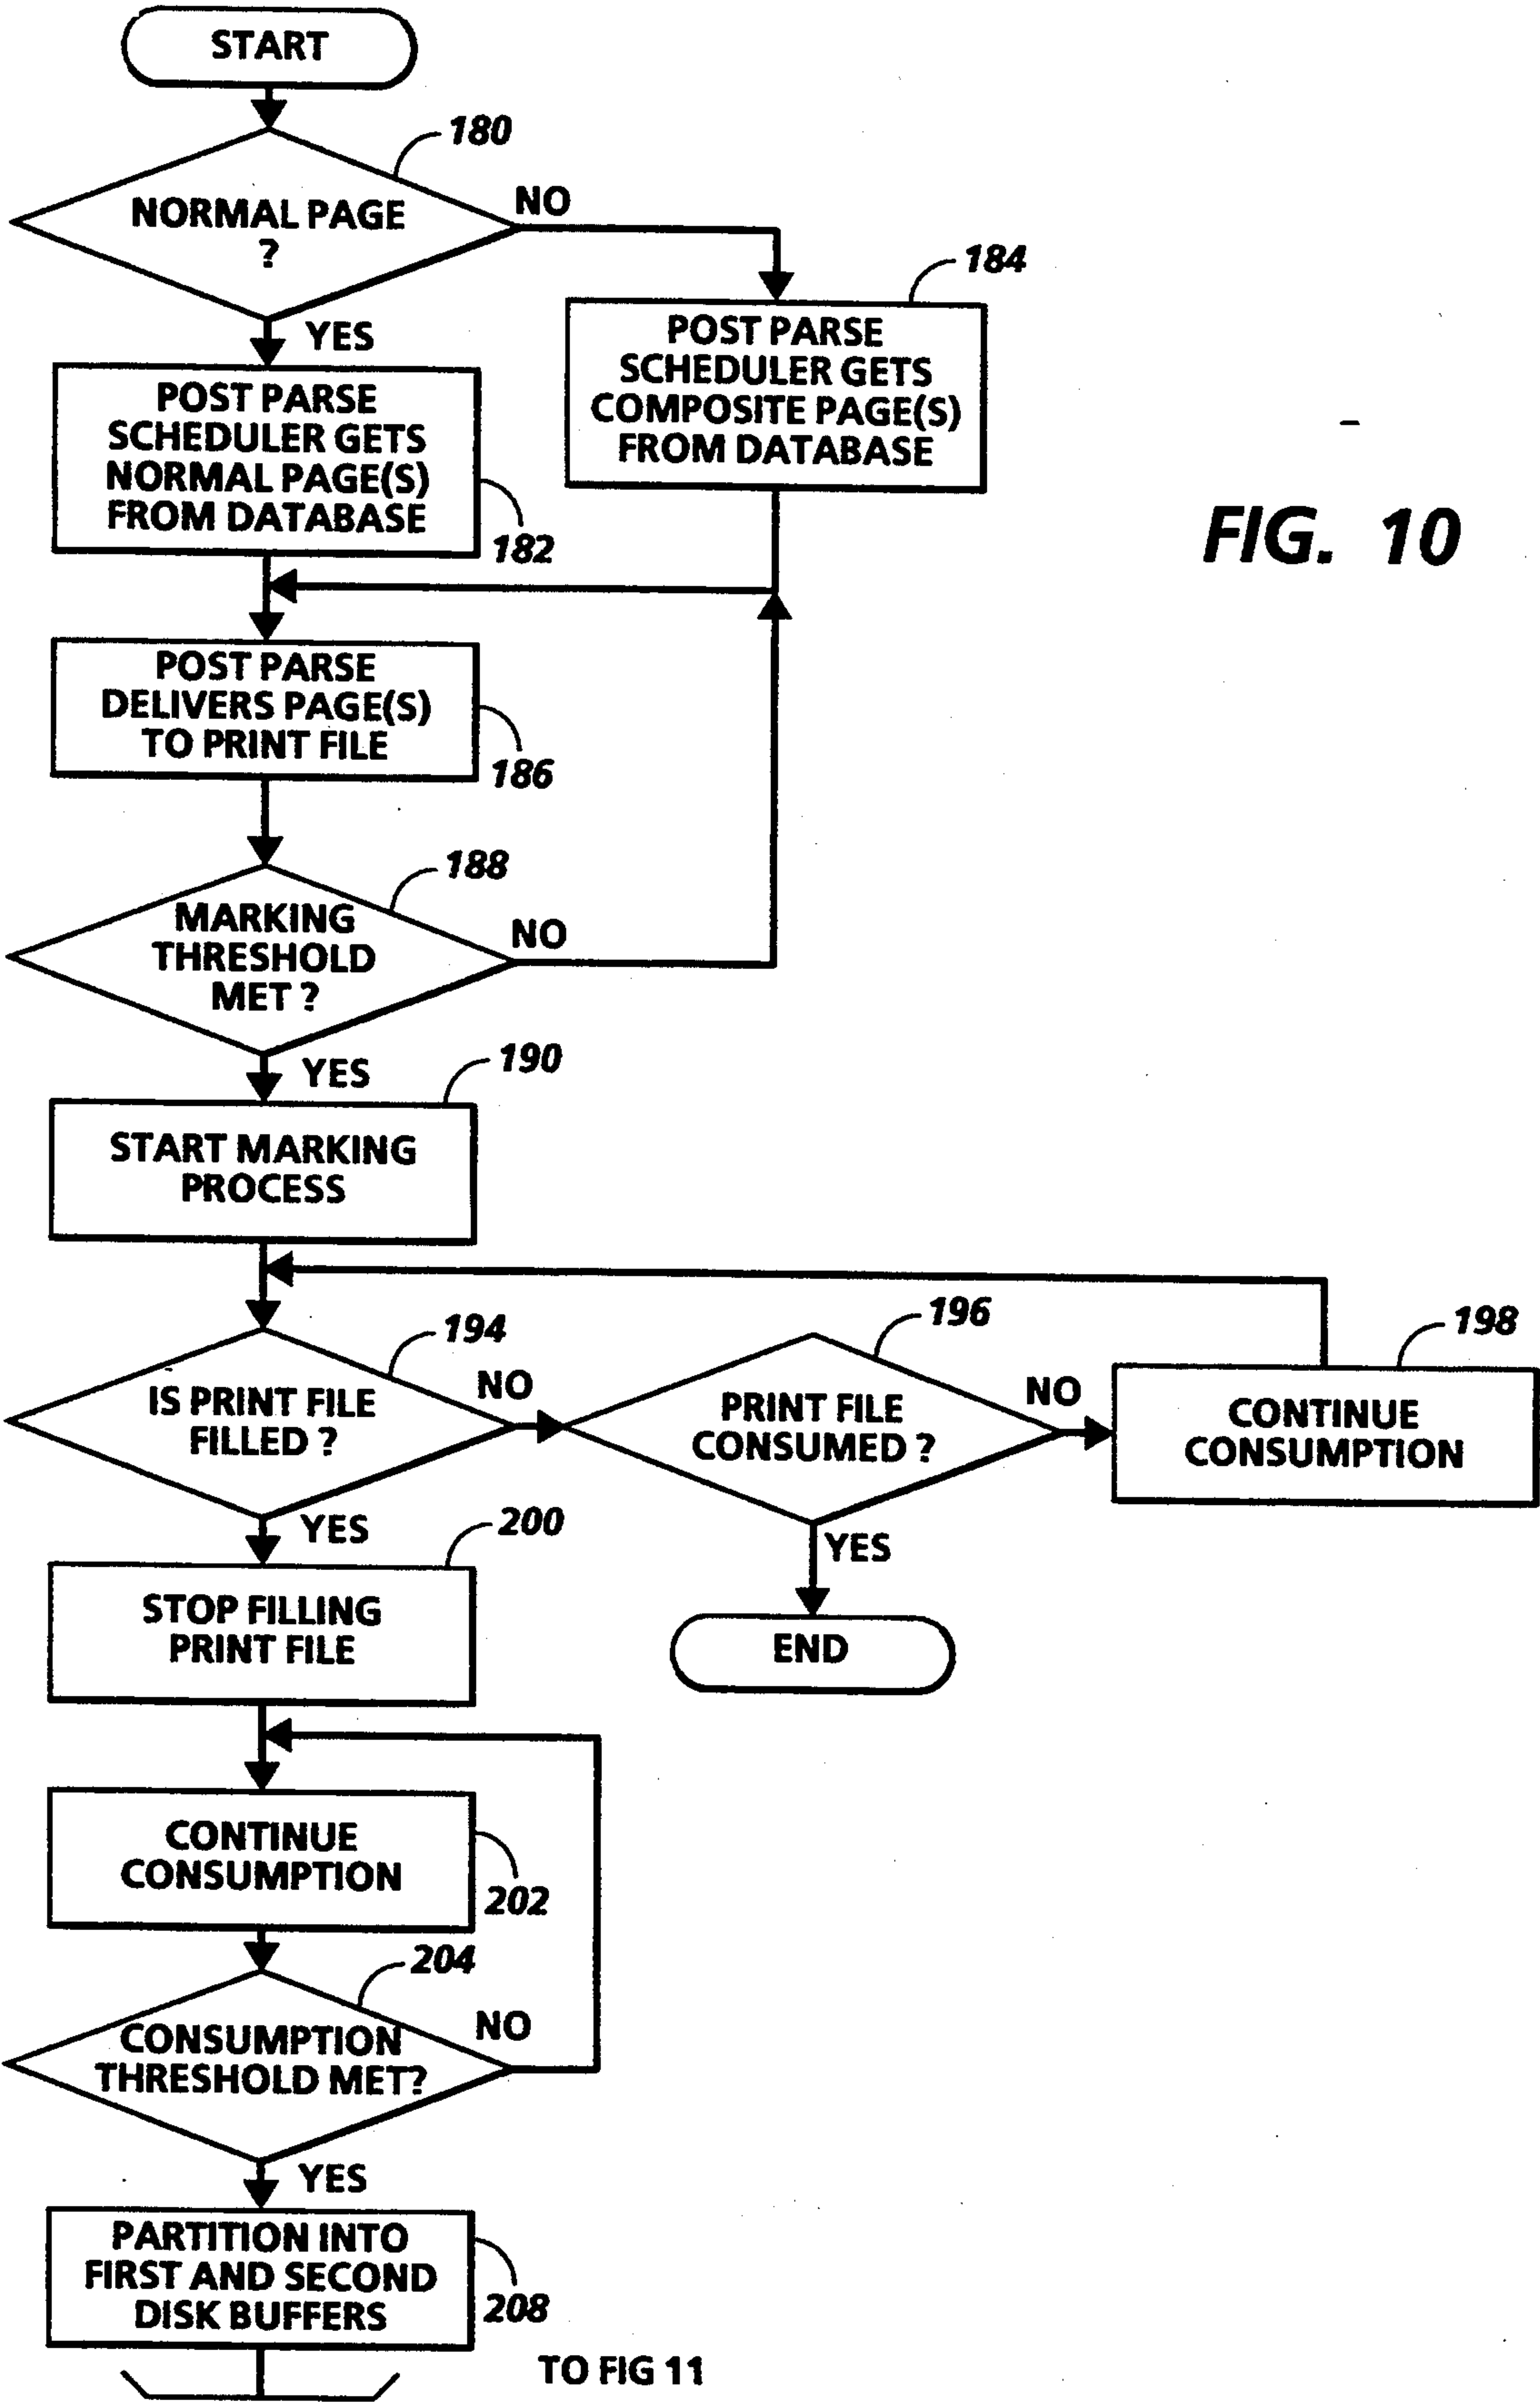 START
180
NORMAL PAGE
?
NO
YES
184
POST PARSE
SCHEDULER GETS
COMPOSITE PAGE(S)
FROM DATABASE
POST PARSE
SCHEDULER GETS
NORMAL PAGE(S)
FROM DATABASE
182
FIG. 10
POST PARSE
DELIVERS PAGE(S)
TO PRINT FILE
186
188
MARKING
THRESHOLD
MET ?
NO
YES
190
START MARKING
PROCESS
194
IS PRINT FILE
FILLED ?
NO
196
PRINT FILE
CONSUMED ?
NO
198
CONTINUE
CONSUMPTION
YES
200
YES
STOP FILLING
PRINT FILE
END
CONTINUE
CONSUMPTION
202
204
CONSUMPTION
THRESHOLD MET?
NO
YES
PARTITION INTO
FIRST AND SECOND
DISK BUFFERS
208
TO FIG 11